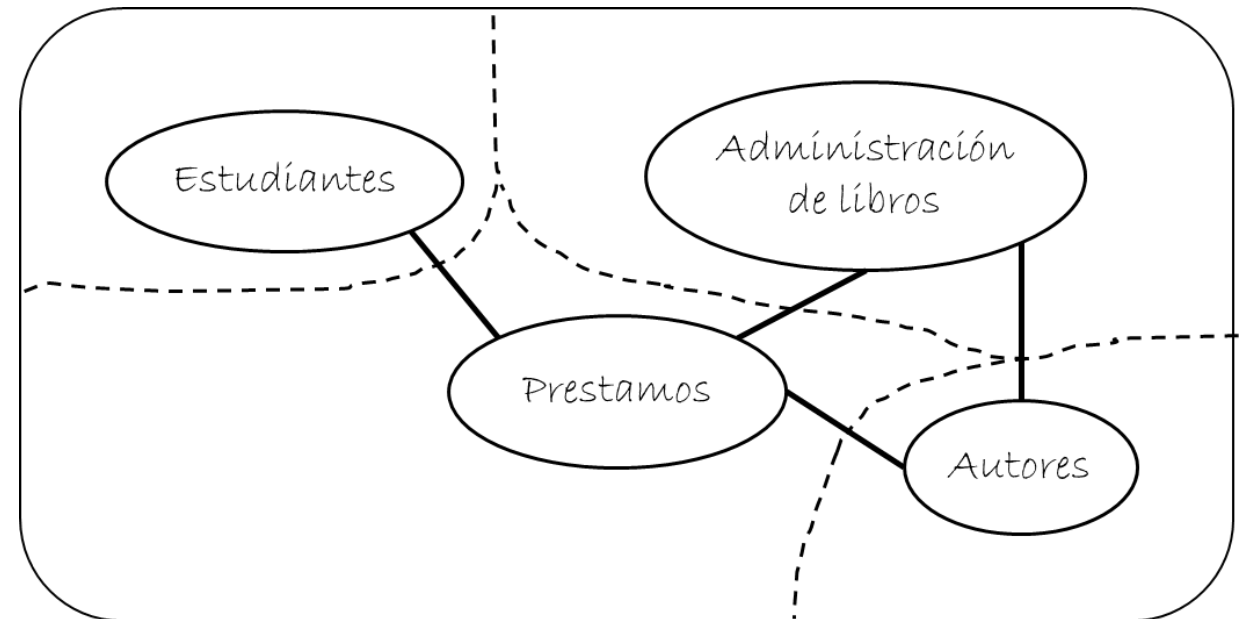 Estudiantes
Administración
de libros
Prestamos
Autores